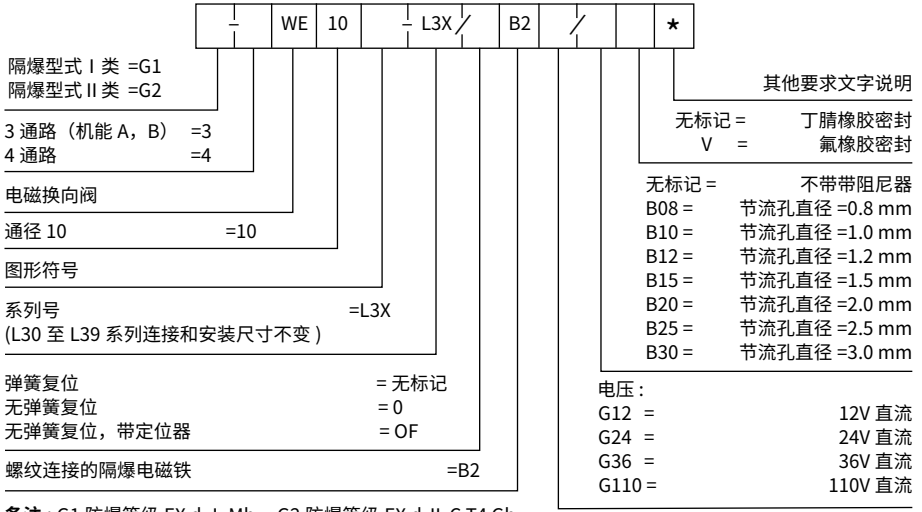 - WE 10 - L3X / B2 / *
隔爆型式 I 类 =G1
隔爆型式 II 类 =G2
3 通路（机能 A，B） =3
4 通路 =4
电磁换向阀
通径 10 =10
图形符号
系列号 =L3X
(L30 至 L39 系列连接和安装尺寸不变 )
弹簧复位 = 无标记
无弹簧复位 = 0
无弹簧复位，带定位器 = OF
螺纹连接的隔爆电磁铁 =B2
其他要求文字说明
无标记 = 丁腈橡胶密封
V = 氟橡胶密封
无标记 = 不带带阻尼器
B08 = 节流孔直径 =0.8 mm
B10 = 节流孔直径 =1.0 mm
B12 = 节流孔直径 =1.2 mm
B15 = 节流孔直径 =1.5 mm
B20 = 节流孔直径 =2.0 mm
B25 = 节流孔直径 =2.5 mm
B30 = 节流孔直径 =3.0 mm
电压 :
G12 = 12V 直流
G24 = 24V 直流
G36 = 36V 直流
G110 = 110V 直流